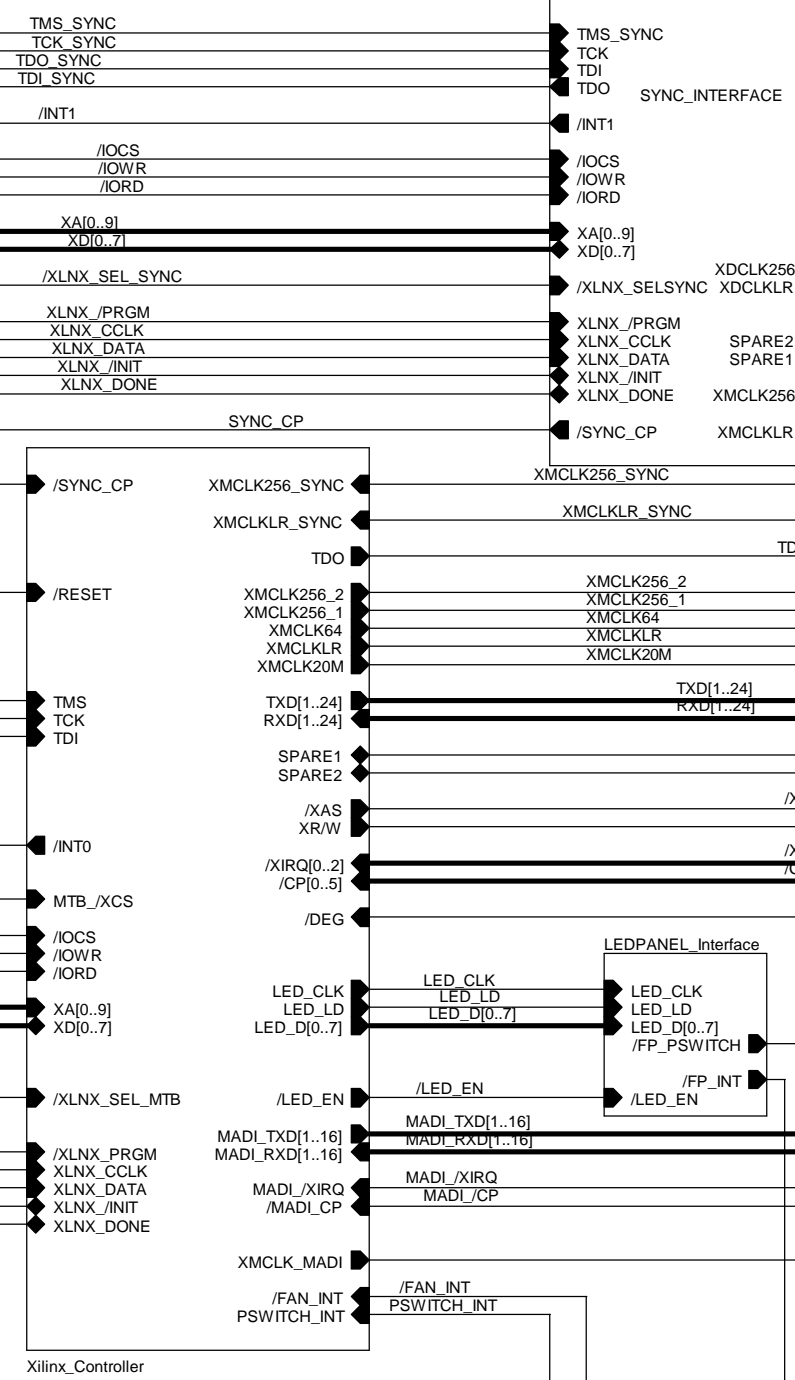 TMS_SYNC
TCK_SYNC
TDO_SYNC
TDI_SYNC
/INT1
/IOCS
/IOWR
/IORD
XA[0..9]
XD[0..7]
/XLNX_SEL_SYNC
XLNX_/PRGM
XLNX_CCLK
XLNX_DATA
XLNX_/INIT
XLNX_DONE
SYNC_CP
TMS_SYNC
TCK
TDI
TDO
SYNC_INTERFACE
/INT1
/IOCS
/IOWR
/IORD
XA[0..9]
XD[0..7]
/XLNX_SELSYNC
XLNX_/PRGM
XLNX_CCLK
XLNX_DATA
XLNX_/INIT
XLNX_DONE
/SYNC_CP
XDCLK256
XDCLKLR
SPARE2
SPARE1
XMCLK256
XMCLKLR
/SYNC_CP
/RESET
TMS
TCK
TDI
/INT0
MTB_/XCS
/IOCS
/IOWR
/IORD
XA[0..9]
XD[0..7]
/XLNX_SEL_MTB
/XLNX_PRGM
XLNX_CCLK
XLNX_DATA
XLNX_/INIT
XLNX_DONE
XMCLK256_SYNC
XMCLKLR_SYNC
TDO
XMCLK256_2
XMCLK256_1
XMCLK64
XMCLKLR
XMCLK20M
TXD[1..24]
RXD[1..24]
SPARE1
SPARE2
/XAS
XR/W
/XIRQ[0..2]
/CP[0..5]
/DEG
LED_CLK
LED_LD
LED_D[0..7]
/LED_EN
MADI_TXD[1..16]
MADI_RXD[1..16]
MADI_/XIRQ
/MADI_CP
XMCLK_MADI
/FAN_INT
PSWITCH_INT
Xilinx_Controller
XMCLK256_SYNC
XMCLKLR_SYNC
TD
XMCLK256_2
XMCLK256_1
XMCLK64
XMCLKLR
XMCLK20M
TXD[1..24]
RXD[1..24]
/X
/X
LED_CLK
LED_LD
LED_D[0..7]
/LED_EN
MADI_TXD[1..16]
MADI_RXD[1..16]
MADI_/XIRQ
MADI_/CP
/FAN_INT
PSWITCH_INT
LEDPANEL_Interface
LED_CLK
LED_LD
LED_D[0..7]
/FP_PSWITCH
/FP_INT
/LED_EN